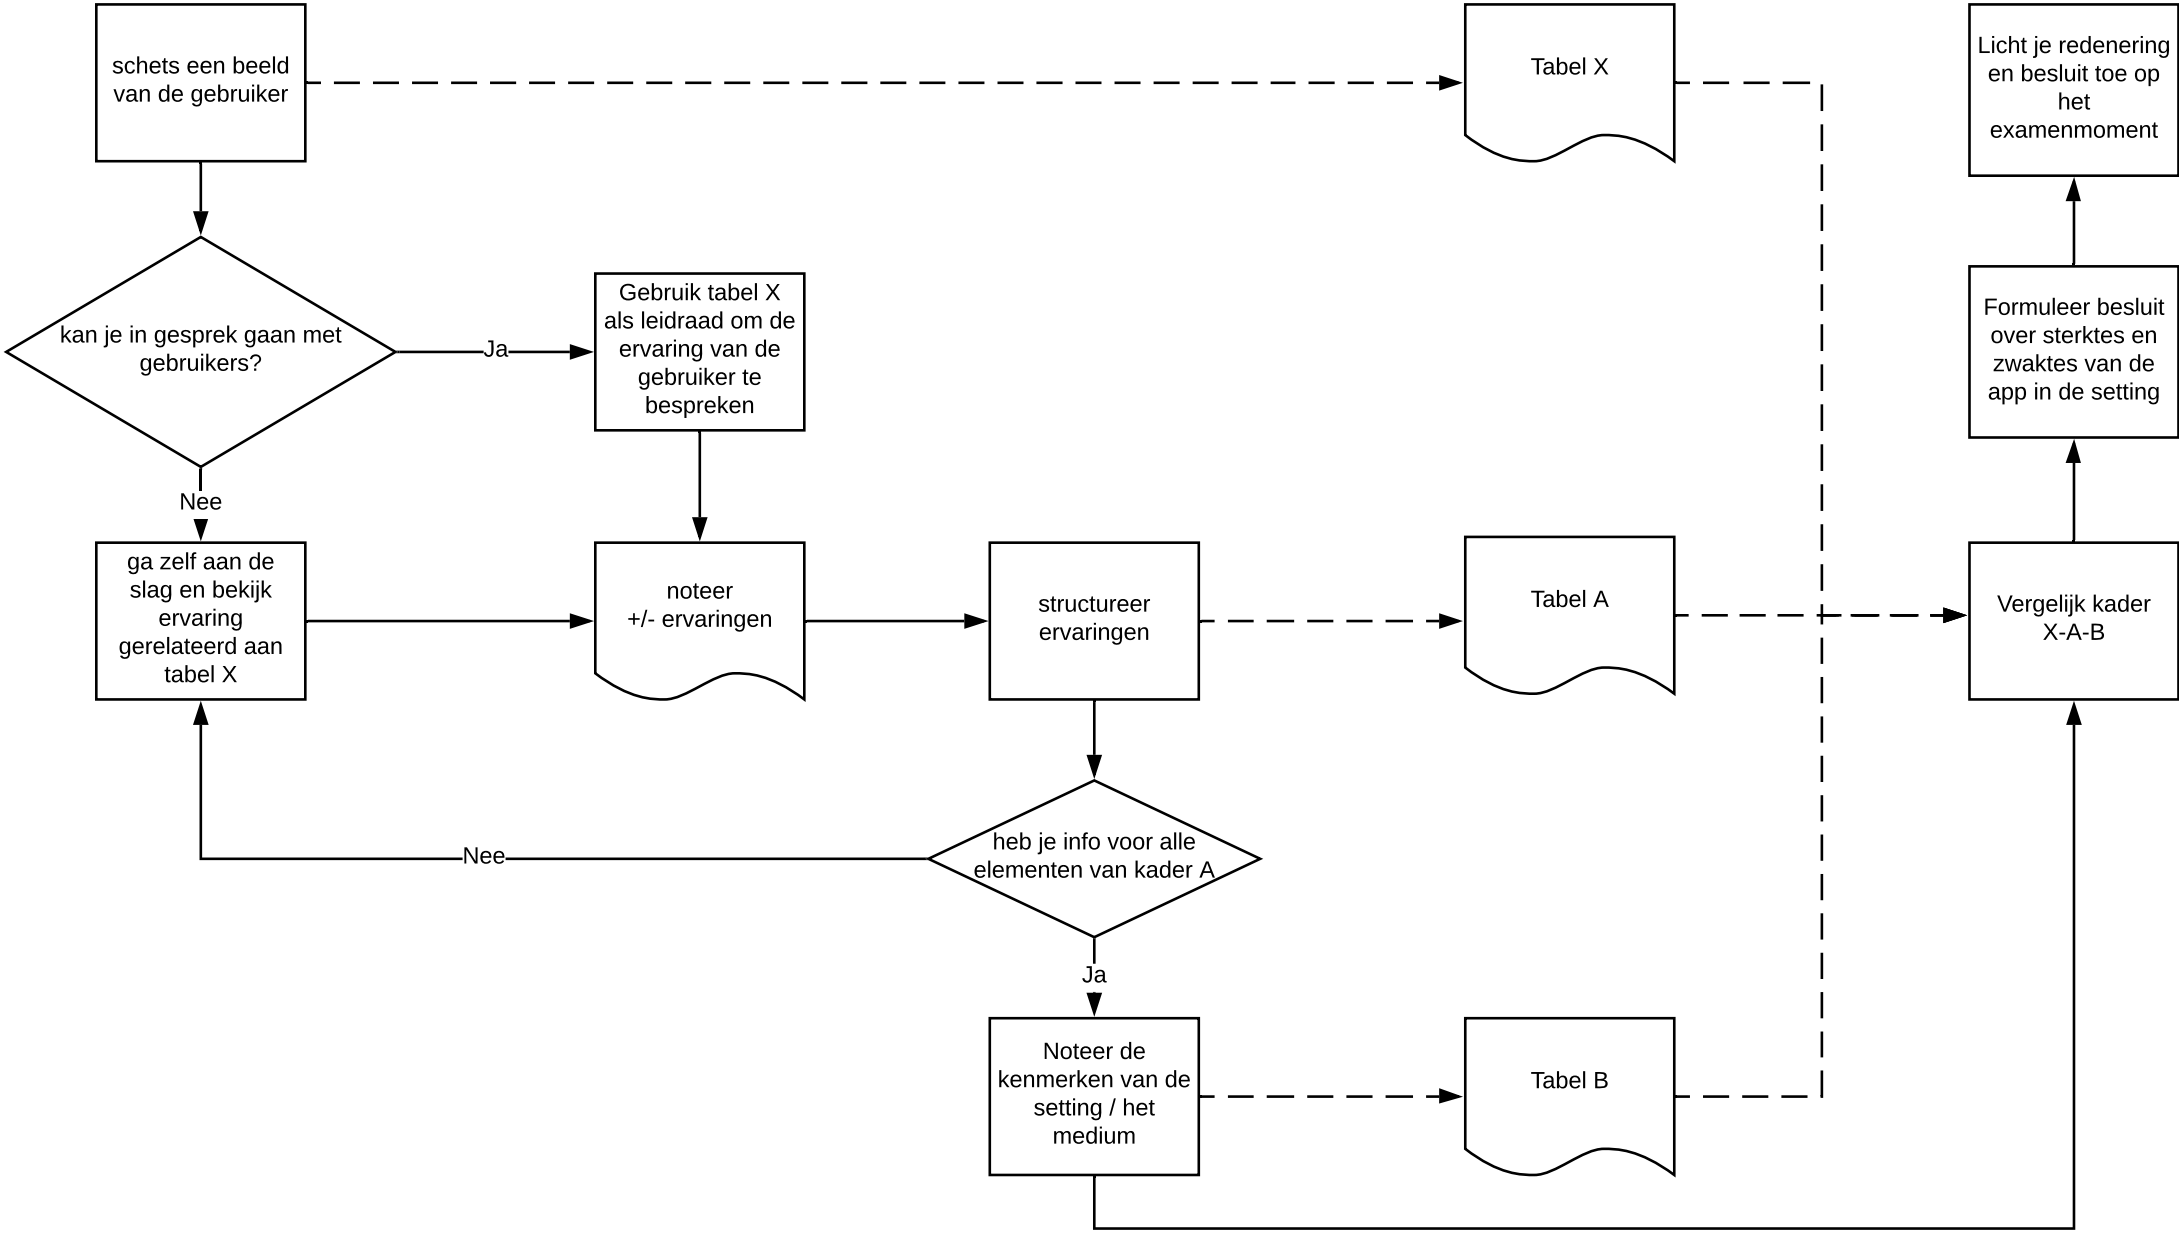 schets een beeld
van de gebruiker
Tabel X
Licht je redenering
en besluit toe op
het
examenmoment
kan je in gesprek gaan met
gebruikers?
Ja
Gebruik tabel X
als leidraad om de
ervaring van de
gebruiker te
bespreken
Formuleer besluit
over sterktes en
zwaktes van de
app in de setting
Nee
ga zelf aan de
slag en bekijk
ervaring
gerelateerd aan
tabel X
noteer
+/- ervaringen
structureer
ervaringen
Tabel A
Vergelijk kader
X-A-B
heb je info voor alle
elementen van kader A
Nee
Ja
Noteer de
kenmerken van de
setting / het
medium
Tabel B